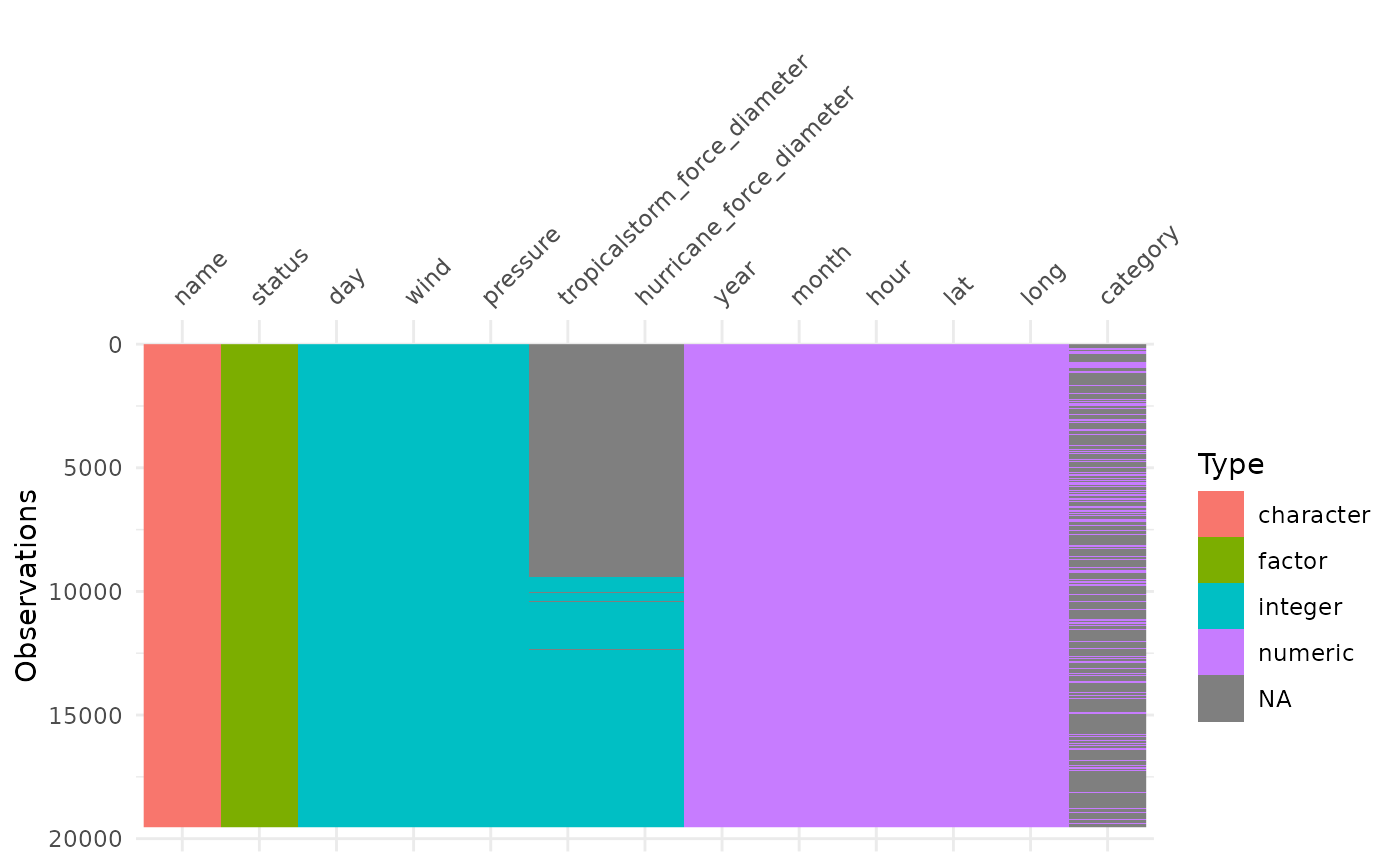 name
status
day
wind
pressure
tropicalstorm_force_diameter
hurricane_force_diameter
year
month
hour
lat
long
category
0
5000
10000
15000
20000
Observations
Type
character
factor
integer
numeric
NA